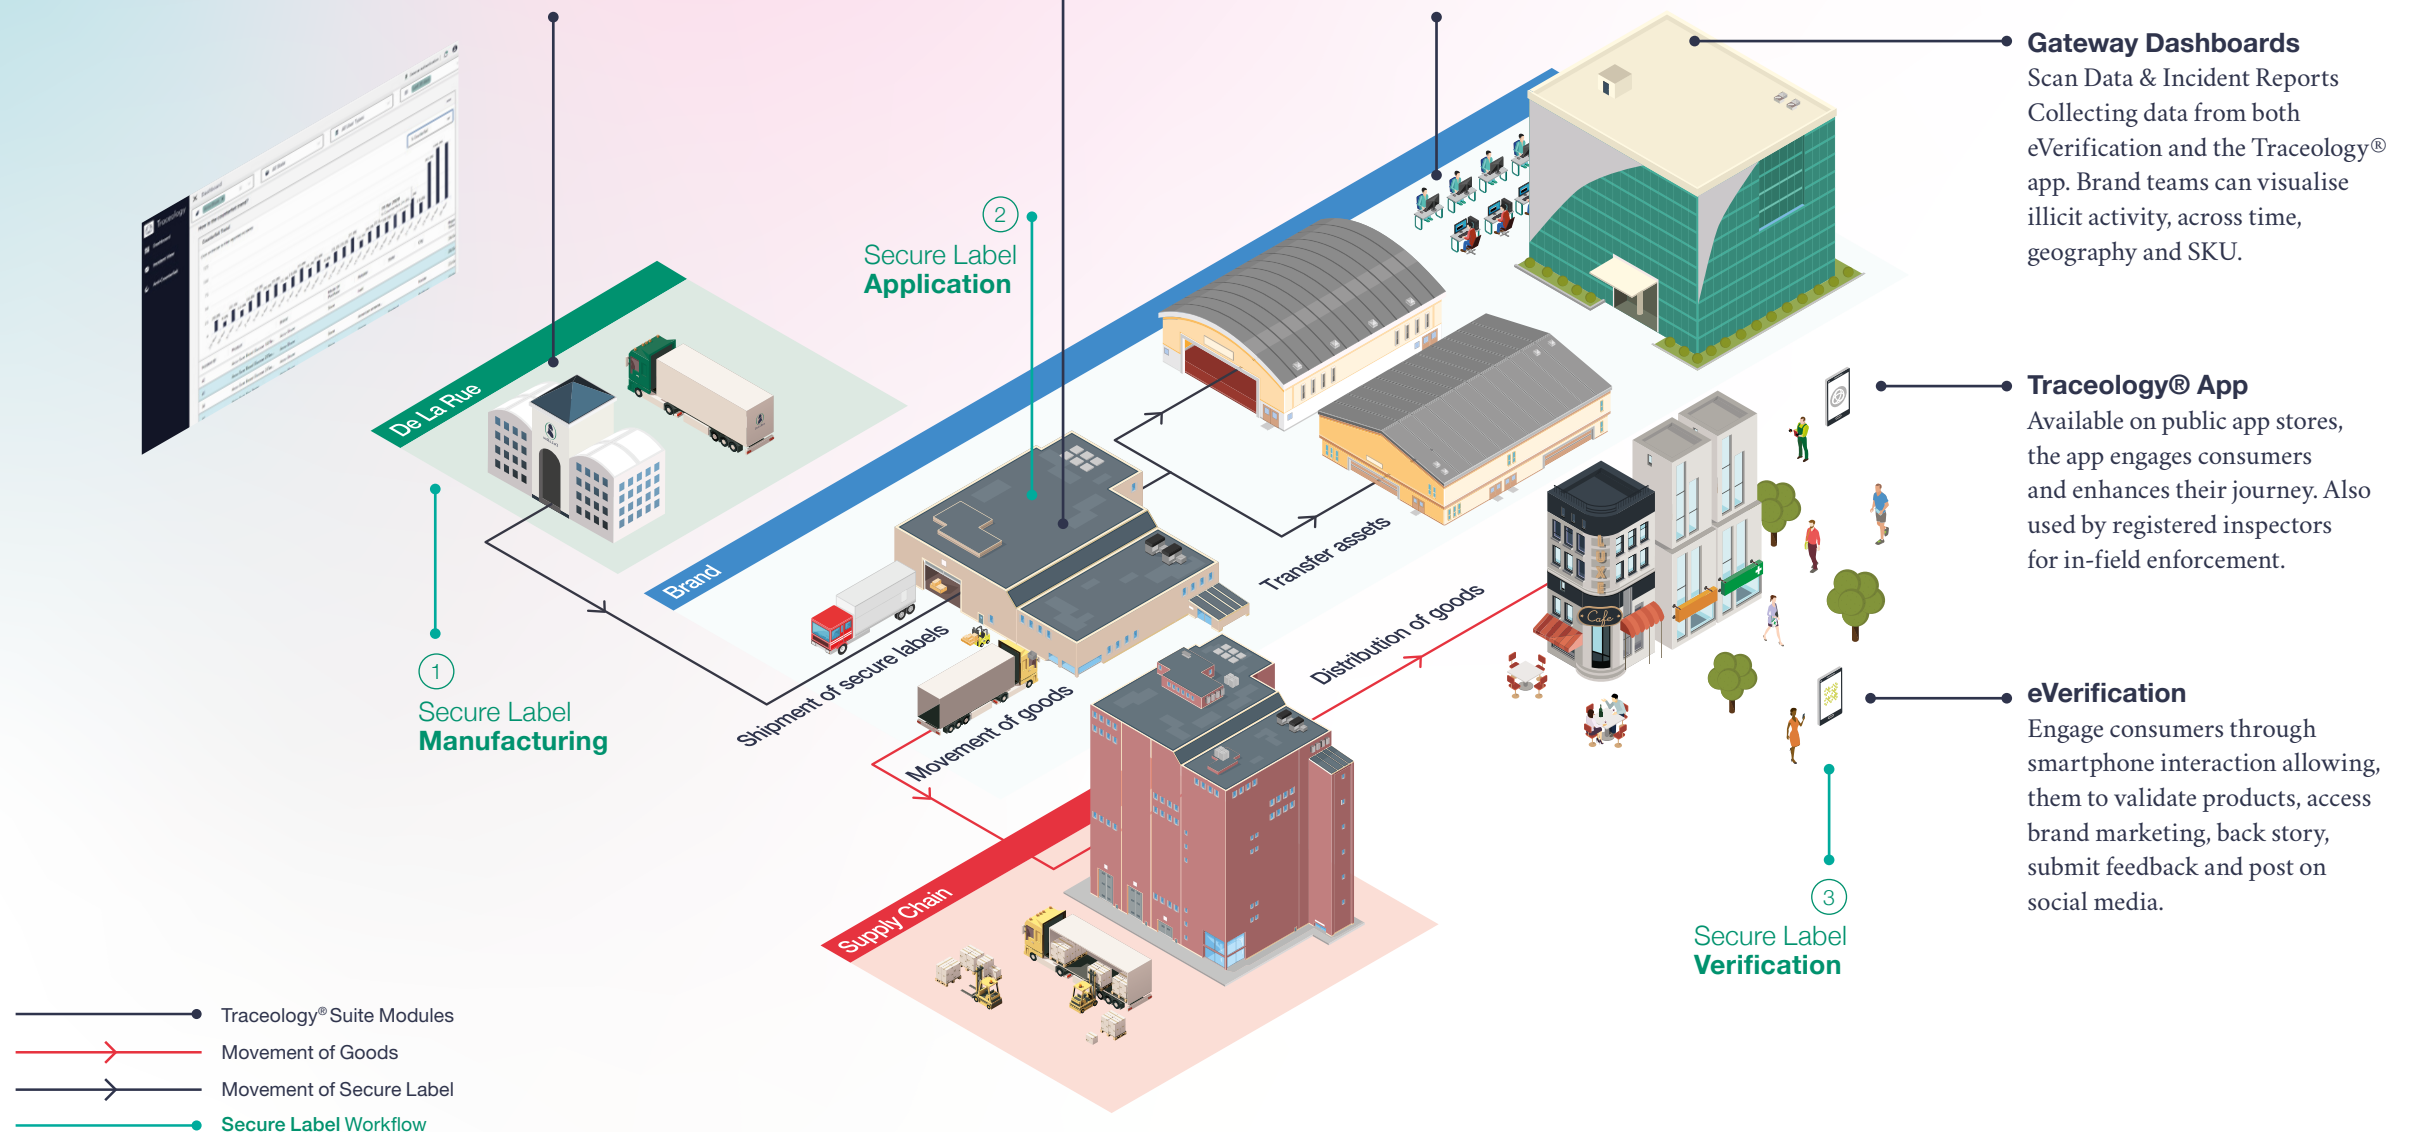 Gateway Dashboards
Scan Data & Incident Reports
Collecting data from both
eVerification and the Traceology®
app. Brand teams can visualise
illicit activity, across time,
geography and SKU.
2
Secure Label
Application
Traceology
De La Rue
Traceology® App
Available on public app stores,
the app engages consumers
and enhances their journey. Also
used by registered inspectors
for in-field enforcement.
Brand
Transfer assets
Shipment of secure labels
Movement of goods
Distribution of goods
Cafe
1
Secure Label
Manufacturing
eVerification
Engage consumers through
smartphone interaction allowing,
them to validate products, access
brand marketing, back story,
submit feedback and post on
social media.
Supply Chain
3
Secure Label
Verification
Traceology® Suite Modules
Movement of Goods
Movement of Secure Label
Secure Label Workflow